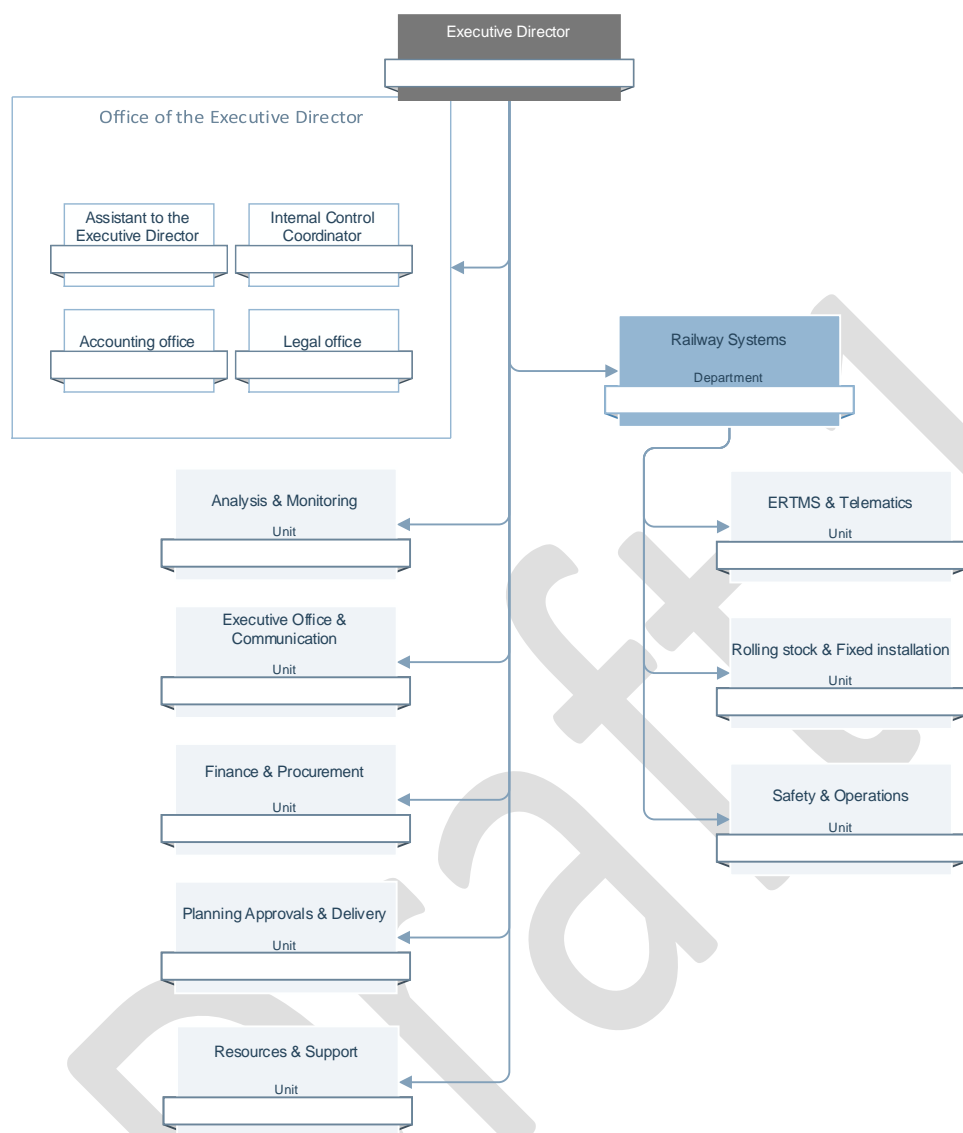 Executive Director
Office of the Executive Director
Assistant to the
Executive Director
Internal Control
Coordinator
Accounting office
Legal office
Railway Systems
Department
Analysis & Monitoring
Unit
ERTMS & Telematics
Unit
Executive Office &
Communication
Unit
Rolling stock & Fixed installation
Unit
Finance & Procurement
Unit
Safety & Operations
Unit
Planning Approvals & Delivery
Unit
Resources & Support
Unit
Draft